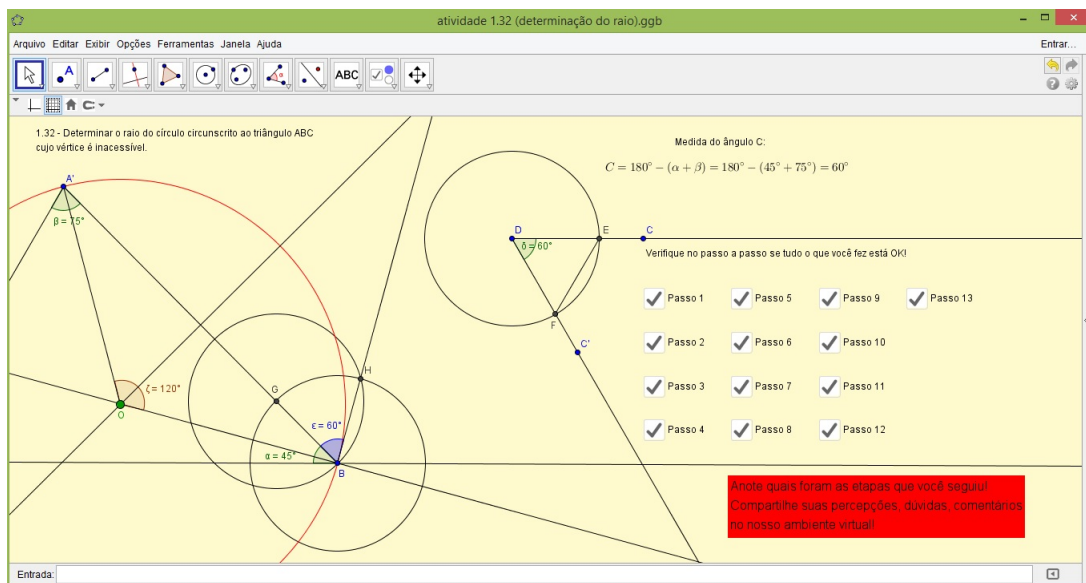 atividade 1.32 (determinação do raio).ggb
Arquivo Editar Exibir Opções Ferramentas Janela Ajuda
Entrar...
ABC
1.32 - Determinar o raio do círculo circunscrito ao triângulo ABC
cujo vértice é inacessível.
Medida do ângulo C:
C = 180° − (α + β) = 180° − (45° + 75°) = 60°
A'
β = 75°
D
E
C
δ = 60°
Verifique no passo a passo se tudo o que você fez está OK!
Passo 1
Passo 5
Passo 9
Passo 13
F
Passo 2
Passo 6
Passo 10
C'
H
G
ζ = 120°
Passo 3
Passo 7
Passo 11
O
ε = 60°
Passo 4
Passo 8
Passo 12
α = 45°
B
Anote quais foram as etapas que você seguiu!
Compartilhe suas percepções, dúvidas, comentários
no nosso ambiente virtual!
Entrada: